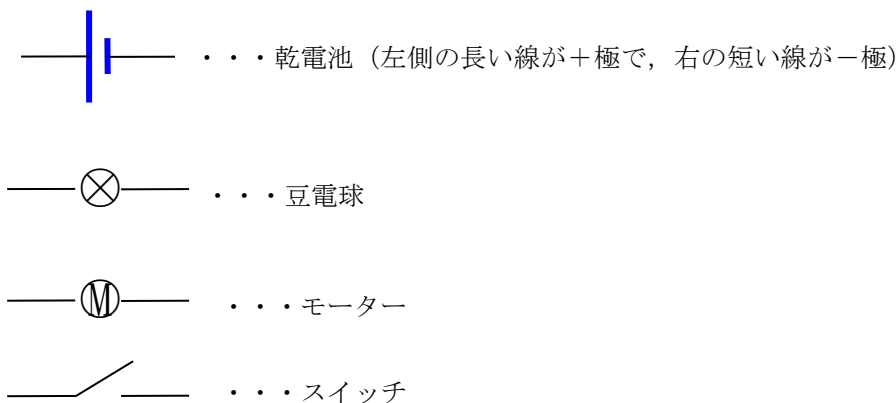 ・・・乾電池（左側の長い線が＋極で，右の短い線が－極）
・・・豆電球
M ・・・モーター
・・・スイッチ